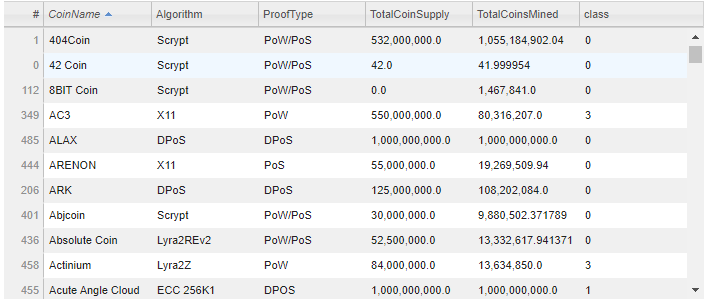 # CoinName Algorithm ProofType TotalCoinSupply TotalCoinsMined class
1 404Coin Scrypt PoW/PoS 532,000,000.0 1,055,184,902.04 0
0 42 Coin Scrypt PoW/PoS 42.0 41.999954 0
112 8BIT Coin Scrypt PoW/PoS 0.0 1,467,841.0 0
349 AC3 X11 PoW 550,000,000.0 80,316,207.0 3
485 ALAX DPoS DPoS 1,000,000,000.0 1,000,000,000.0 0
444 ARENON X11 PoS 55,000,000.0 19,269,509.94 0
206 ARK DPoS DPoS 125,000,000.0 108,202,084.0 0
401 Abjcoin Scrypt PoW/PoS 30,000,000.0 9,880,502.371789 0
436 Absolute Coin Lyra2REv2 PoW/PoS 52,500,000.0 13,332,617.941371 0
458 Actinium Lyra2Z PoW 84,000,000.0 13,634,850.0 3
455 Acute Angle Cloud ECC 256K1 DPOS 1,000,000,000.0 1,000,000,000.0 1